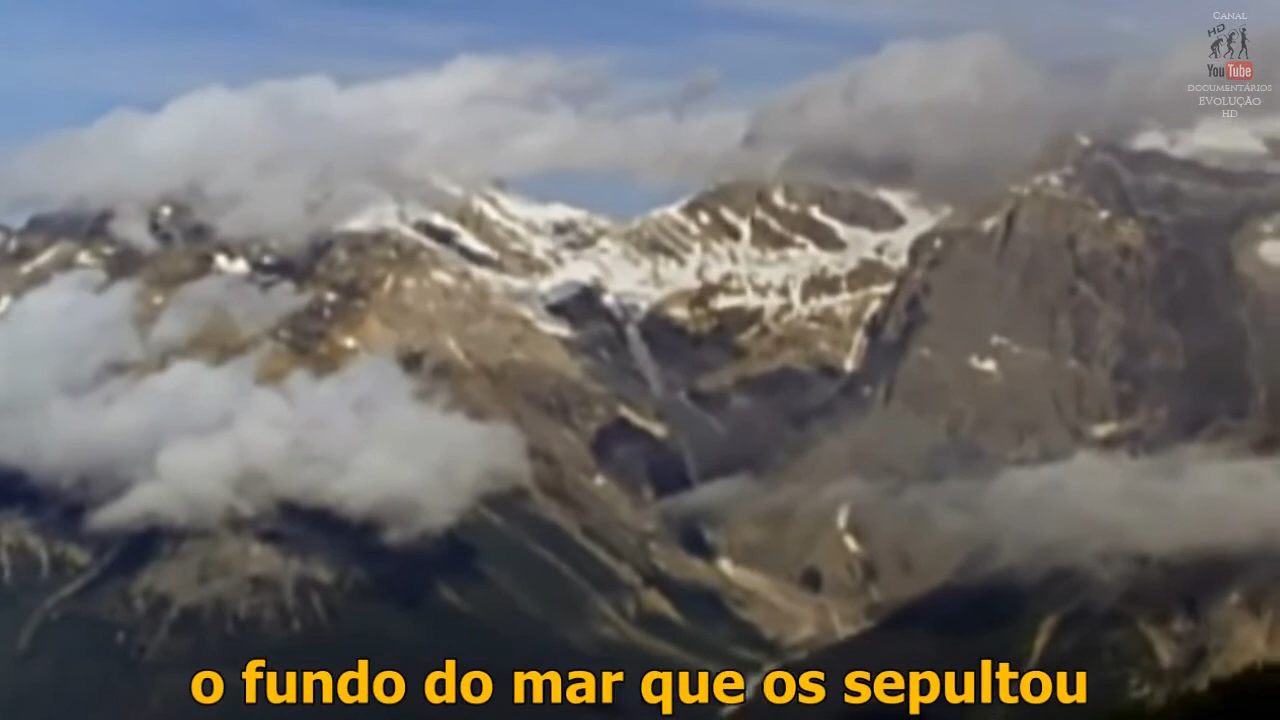 CANAL
HD
YouTube
DOCUMENTÁRIOS
EVOLUÇÃO
HD
o fundo do mar que os sepultou